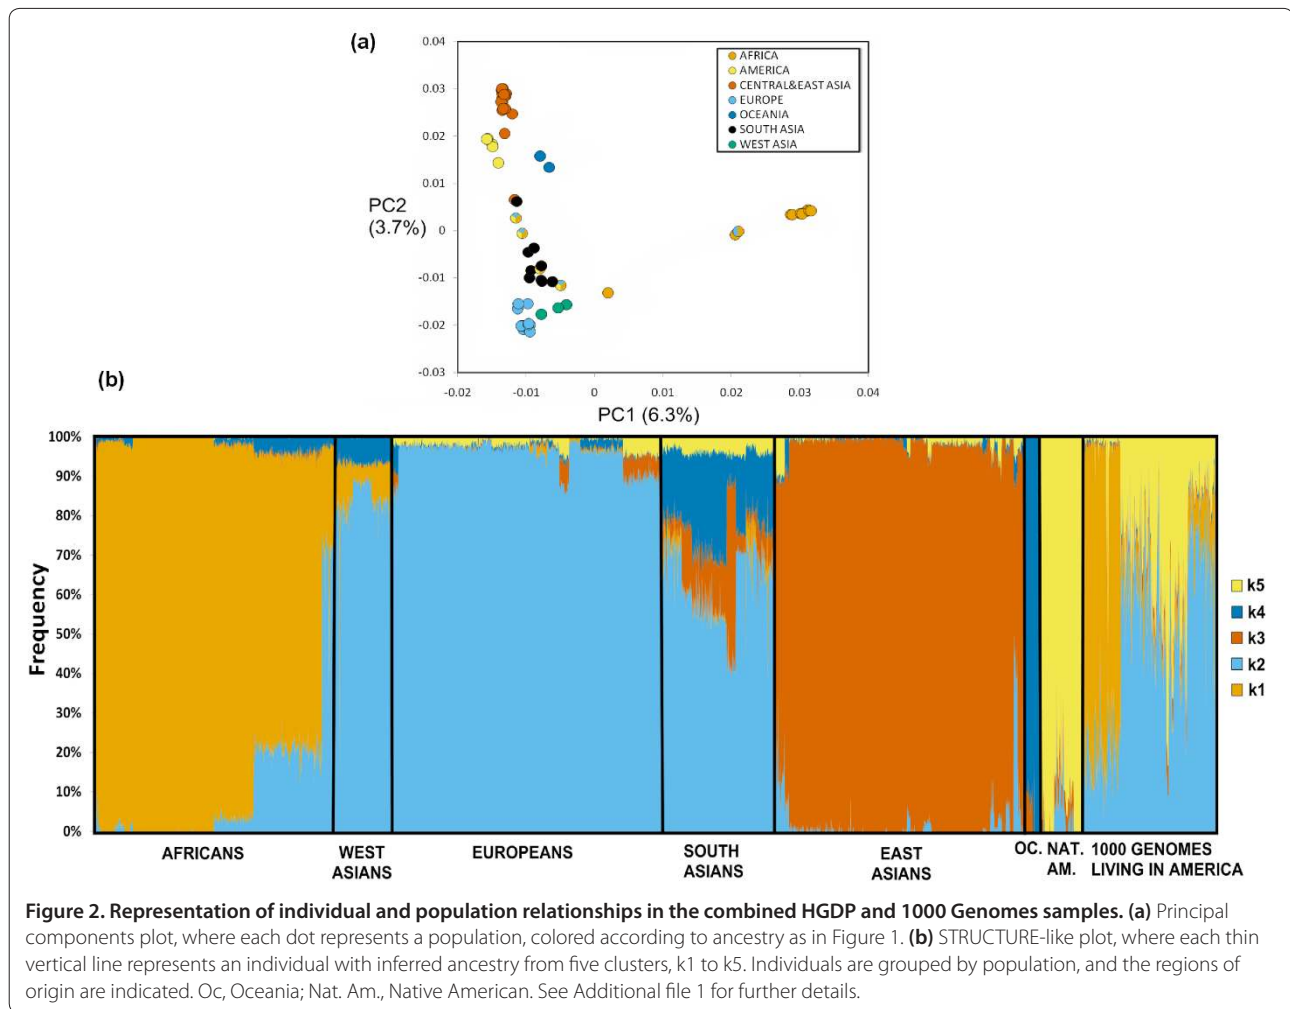 (a)
0.04
0.03
0.02
0.01
0
-0.01
-0.02
-0.03
PC2
(3.7%)
AFRICA
AMERICA
CENTRAL&EAST ASIA
EUROPE
OCEANIA
SOUTH ASIA
WEST ASIA
-0.02
-0.01
0
0.01
0.02
0.03
0.04
PC1 (6.3%)
(b)
100%
90%
80%
70%
60%
50%
40%
30%
20%
10%
0%
Frequency
k5
k4
k3
k2
k1
AFRICANS
WEST
ASIANS
EUROPEANS
SOUTH
ASIANS
EAST
ASIANS
OC.
NAT.
AM.
1000 GENOMES
LIVING IN AMERICA
Figure 2. Representation of individual and population relationships in the combined HGDP and 1000 Genomes samples. (a) Principal
components plot, where each dot represents a population, colored according to ancestry as in Figure 1. (b) STRUCTURE-like plot, where each thin
vertical line represents an individual with inferred ancestry from five clusters, k1 to k5. Individuals are grouped by population, and the regions of
origin are indicated. Oc, Oceania; Nat. Am., Native American. See Additional file 1 for further details.